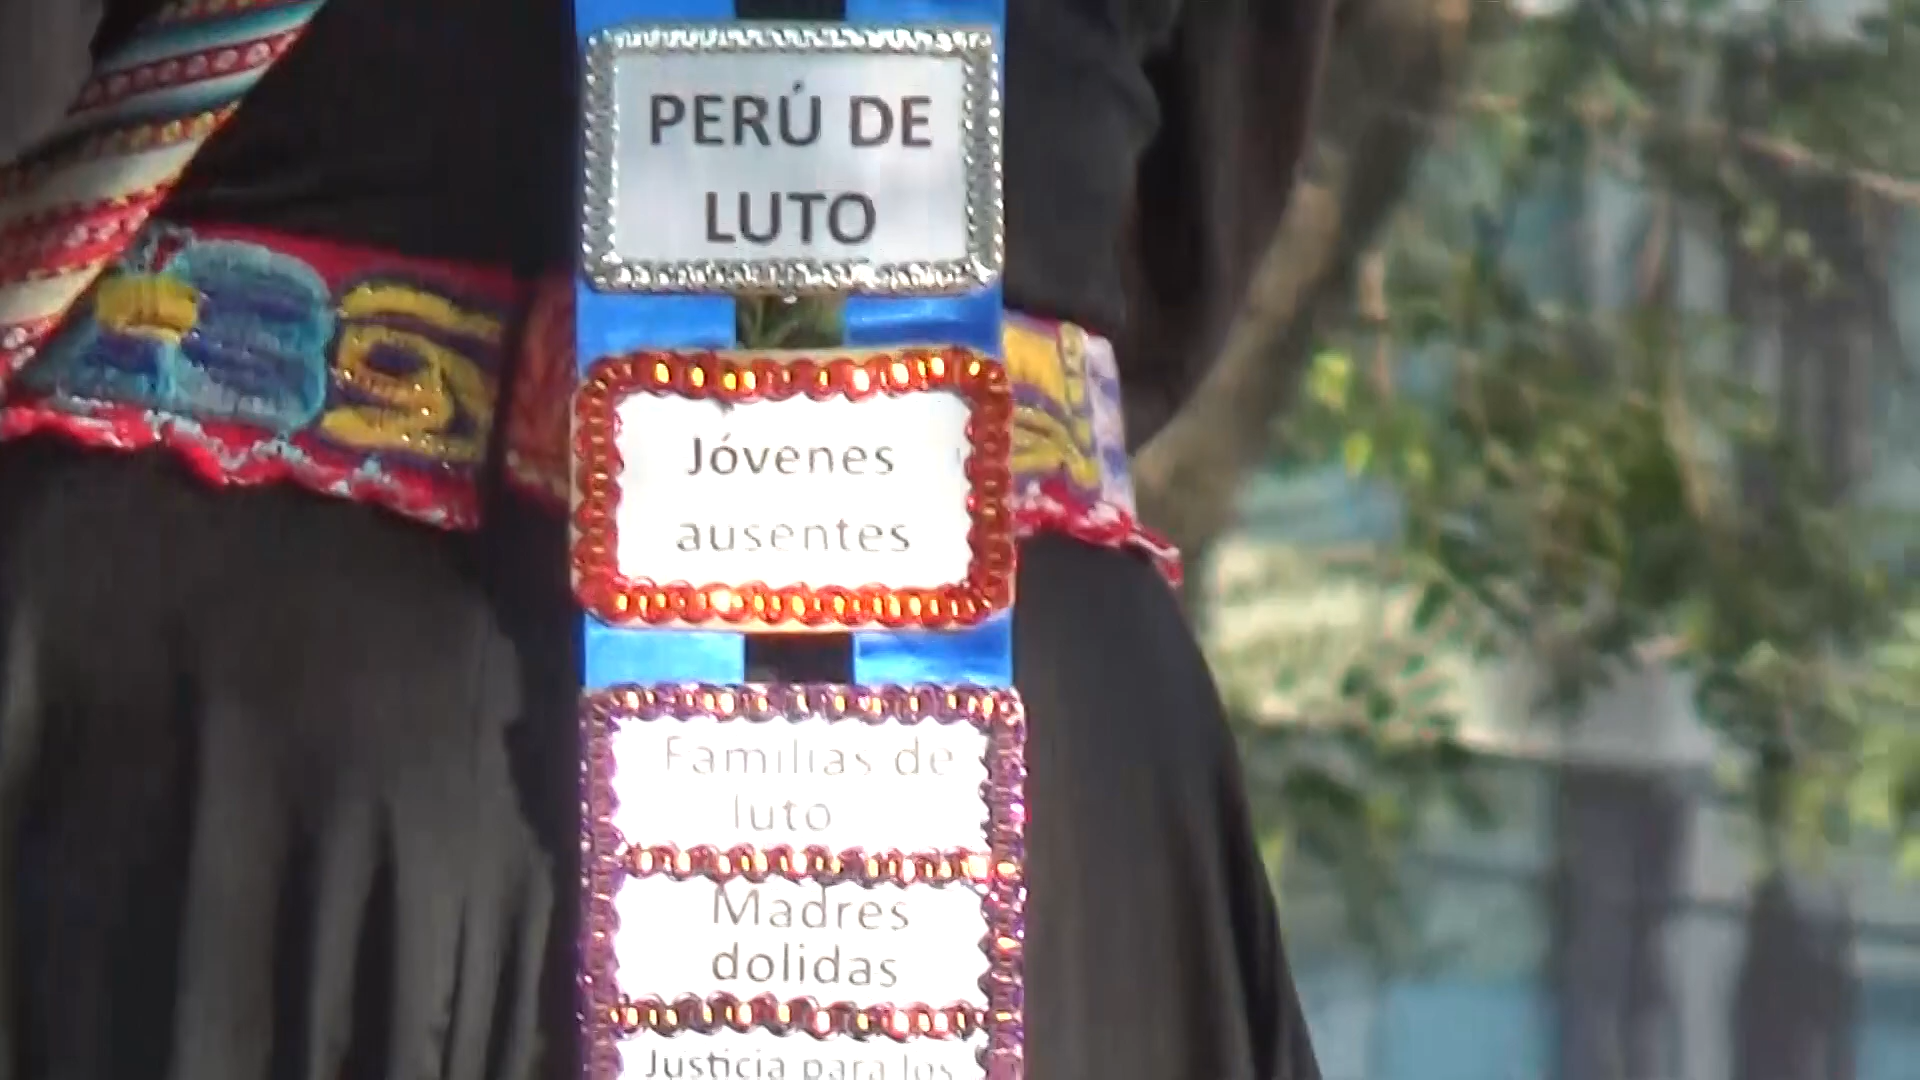 PERÚ DE
LUTO
Jóvenes
ausentes
Familias de
luto
Madres
dolidas
Justicia para los